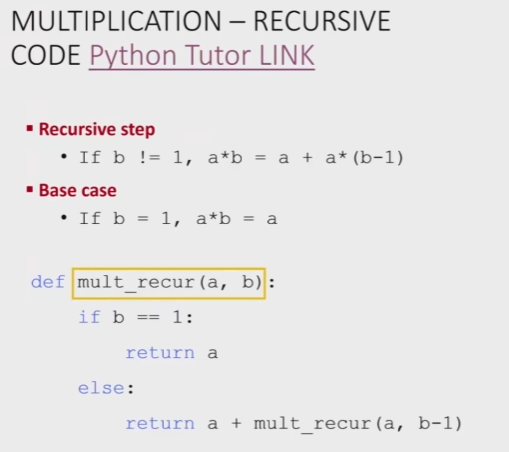 MULTIPLICATION – RECURSIVE
CODE Python Tutor LINK
▪ Recursive step
• If b != 1, a*b = a + a*(b-1)
▪ Base case
• If b = 1, a*b = a
def mult_recur(a, b):
if b == 1:
return a
else:
return a + mult_recur(a, b-1)